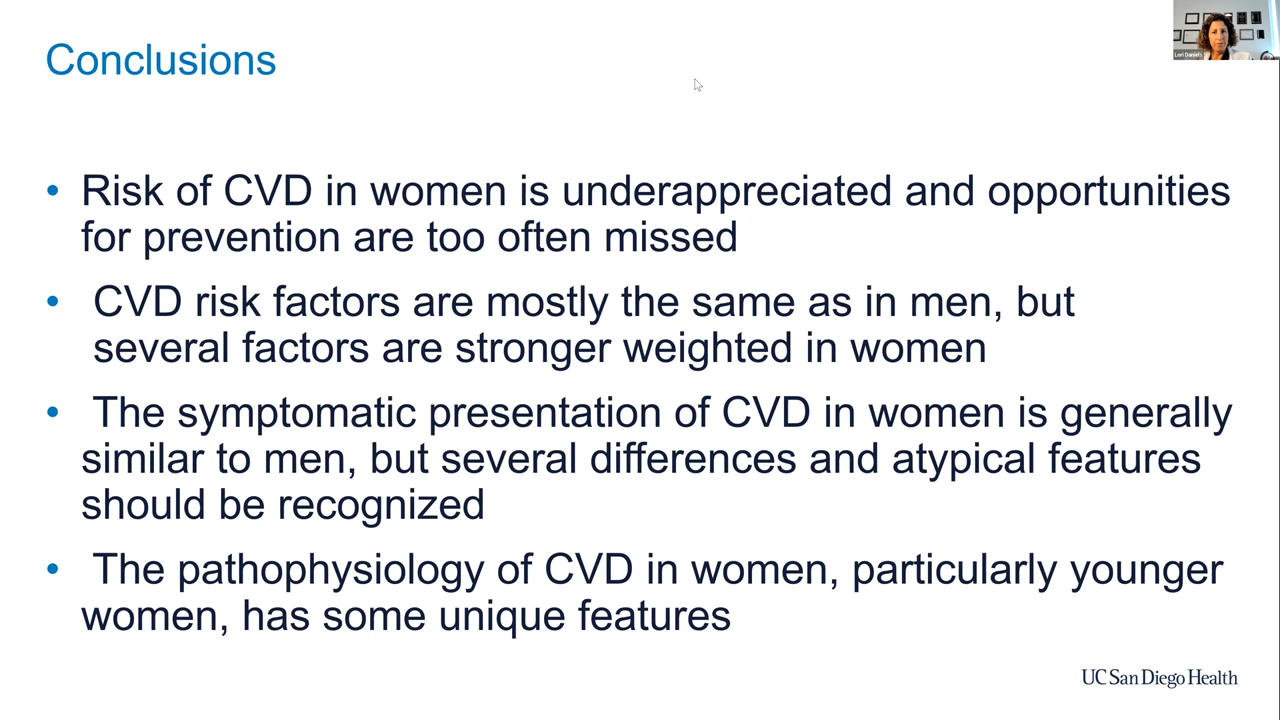 Conclusions
Lori Daniels
• Risk of CVD in women is underappreciated and opportunities
for prevention are too often missed
• CVD risk factors are mostly the same as in men, but
several factors are stronger weighted in women
• The symptomatic presentation of CVD in women is generally
similar to men, but several differences and atypical features
should be recognized
• The pathophysiology of CVD in women, particularly younger
women, has some unique features
UC San Diego Health